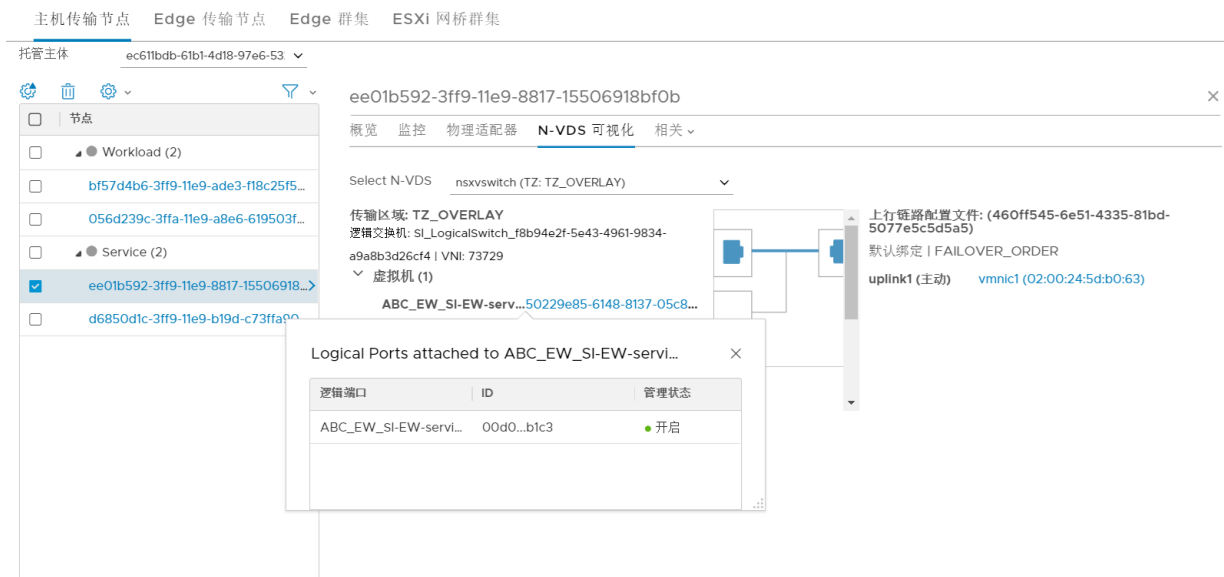 主机传输节点 Edge 传输节点 Edge 群集 ESXi 网桥群集
托管主体 ec611bdb-61b1-4d18-97e6-53
节点
Workload (2)
bf57d4b6-3ff9-11e9-ade3-f18c25f5...
056d239c-3ffa-11e9-a8e6-619503f...
Service (2)
ee01b592-3ff9-11e9-8817-15506918...
d6850d1c-3ff9-11e9-b19d-c73ffa90
ee01b592-3ff9-11e9-8817-15506918bf0b
概览 监控 物理适配器 N-VDS 可视化 相关
Select N-VDS nsxvswitch (TZ: TZ_OVERLAY)
传输区域: TZ_OVERLAY
逻辑交换机: SI_LogicalSwitch_f8b94e2f-5e43-4961-9834-
a9a8b3d26cf4 | VNI: 73729
虚拟机 (1)
ABC_EW_SI-EW-serv...50229e85-6148-8137-05c8...
上行链路配置文件: (460ff545-6e51-4335-81bd-
5077e5c5d5a5)
默认绑定 | FAILOVER_ORDER
uplink1 (主动) vmnic1 (02:00:24:5d:b0:63)
Logical Ports attached to ABC_EW_SI-EW-servi...
逻辑端口 ID 管理状态
ABC_EW_SI-EW-servi... 00d0...b1c3 开启